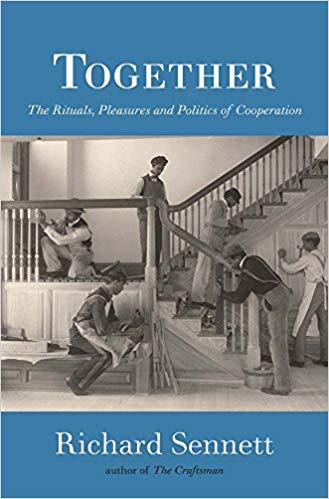 TOGETHER
The Rituals, Pleasures and Politics of Cooperation
Richard Sennett
author of The Craftsman